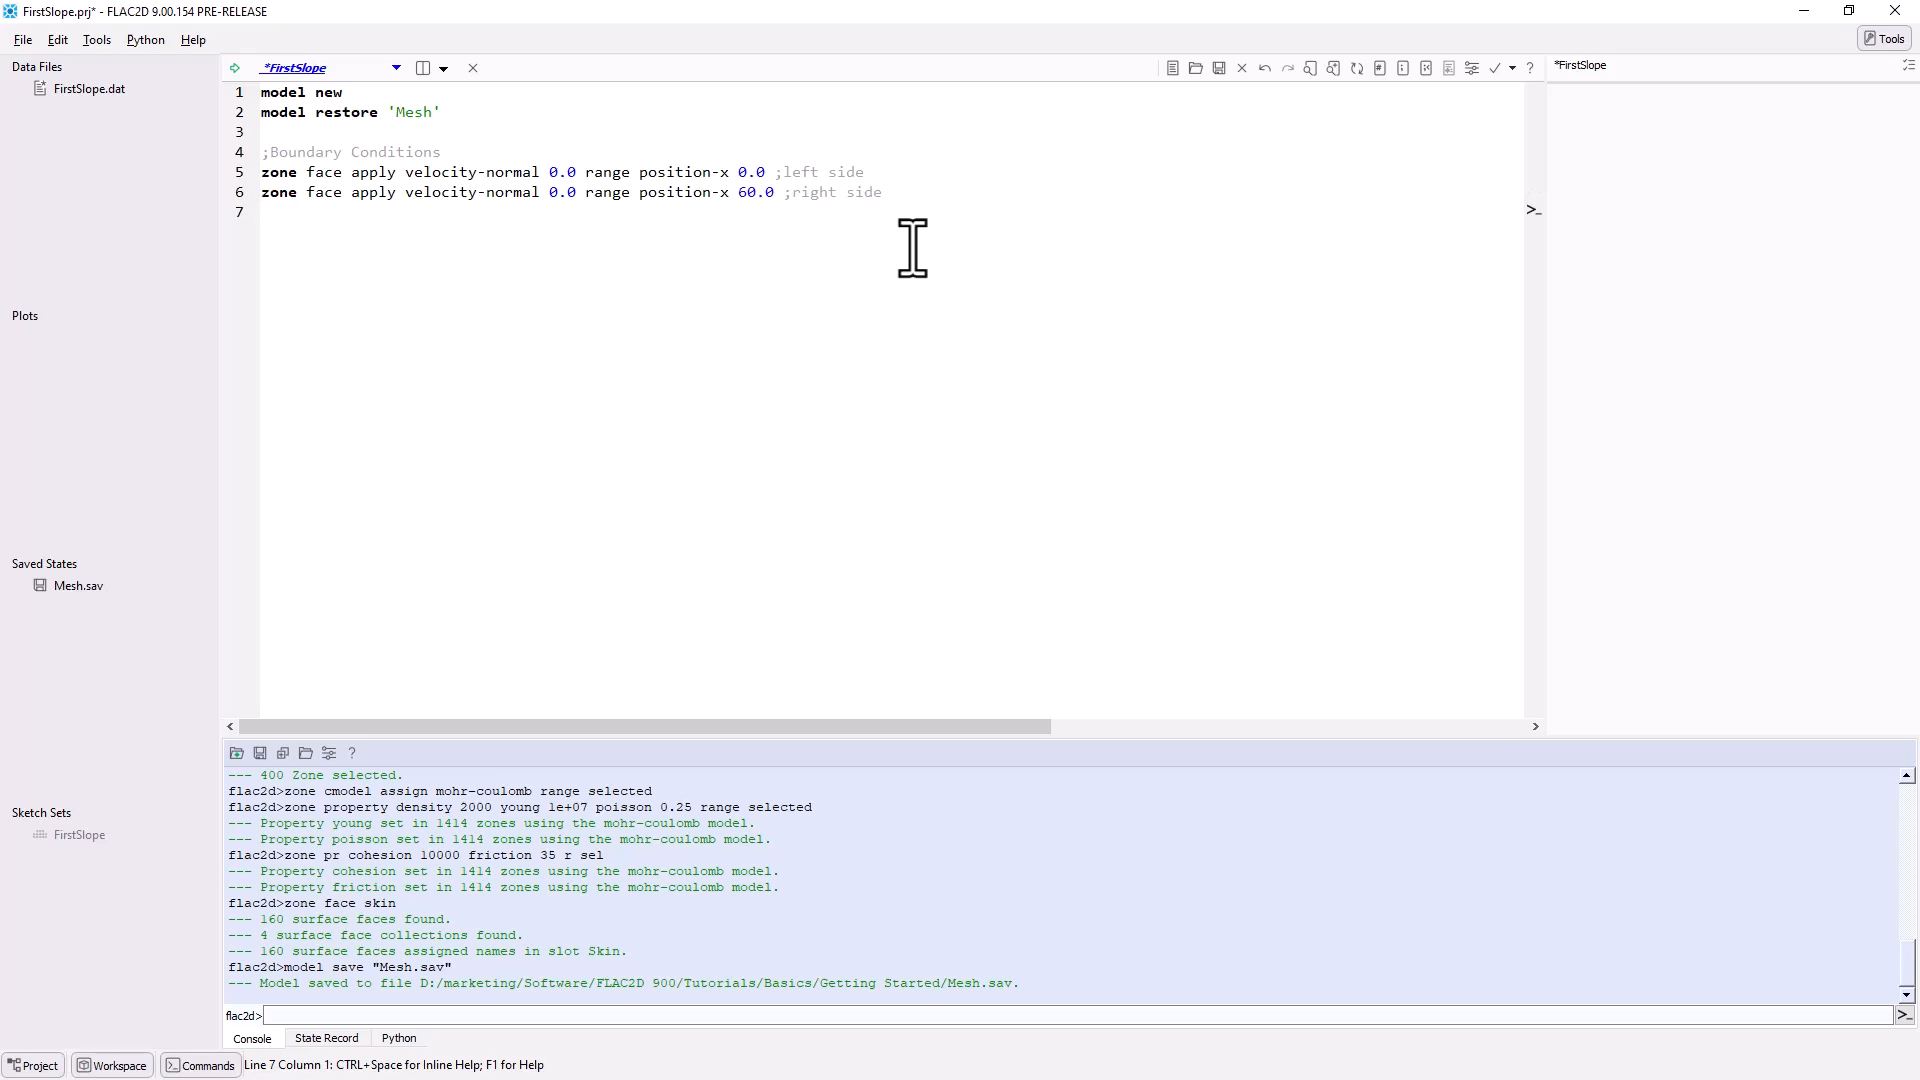 FirstSlope.prj* - FLAC2D 9.00.154 PRE-RELEASE
File Edit Tools Python Help
Tools
Data Files
FirstSlope.dat
Plots
Saved States
Mesh.sav
Sketch Sets
FirstSlope
*FirstSlope
*FirstSlope
1 model new
2 model restore 'Mesh'
3
4 ;Boundary Conditions
5 zone face apply velocity-normal 0.0 range position-x 0.0 ;left side
6 zone face apply velocity-normal 0.0 range position-x 60.0 ;right side
7
--- 400 Zone selected.
flac2d>zone cmodel assign mohr-coulomb range selected
flac2d>zone property density 2000 young 1e+07 poisson 0.25 range selected
--- Property young set in 1414 zones using the mohr-coulomb model.
--- Property poisson set in 1414 zones using the mohr-coulomb model.
flac2d>zone pr cohesion 10000 friction 35 r sel
--- Property cohesion set in 1414 zones using the mohr-coulomb model.
--- Property friction set in 1414 zones using the mohr-coulomb model.
flac2d>zone face skin
--- 160 surface faces found.
--- 4 surface face collections found.
--- 160 surface faces assigned names in slot Skin.
flac2d>model save "Mesh.sav"
--- Model saved to file D:/marketing/Software/FLAC2D 900/Tutorials/Basics/Getting Started/Mesh.sav.
flac2d>
Console State Record Python
Project Workspace Commands Line 7 Column 1: CTRL+Space for Inline Help; F1 for Help